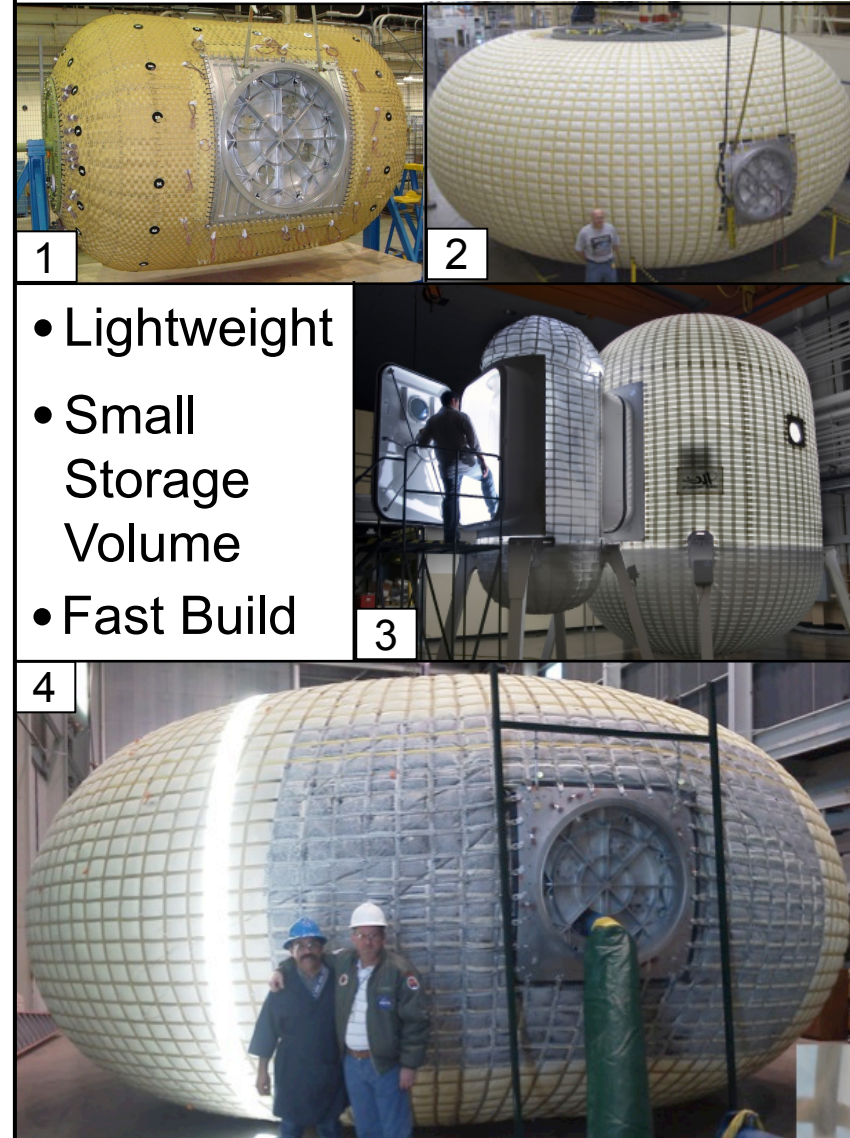 1
2
• Lightweight
• Small
Storage
Volume
• Fast Build
3
4